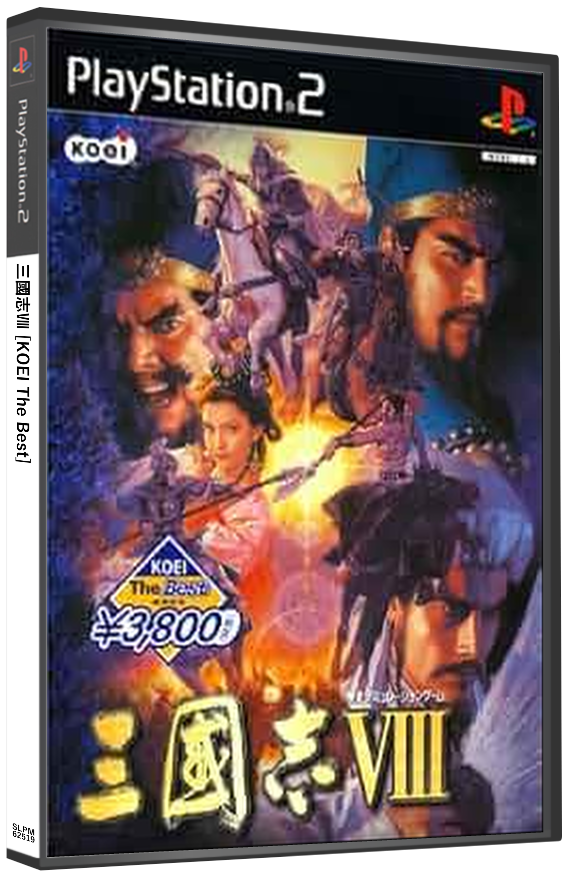 PlayStation.2
三國志VIII [KOEI The Best]
SLPM
62519
PlayStation.2
KOEI
KOEI
The Best
¥3,800
三國志VIII